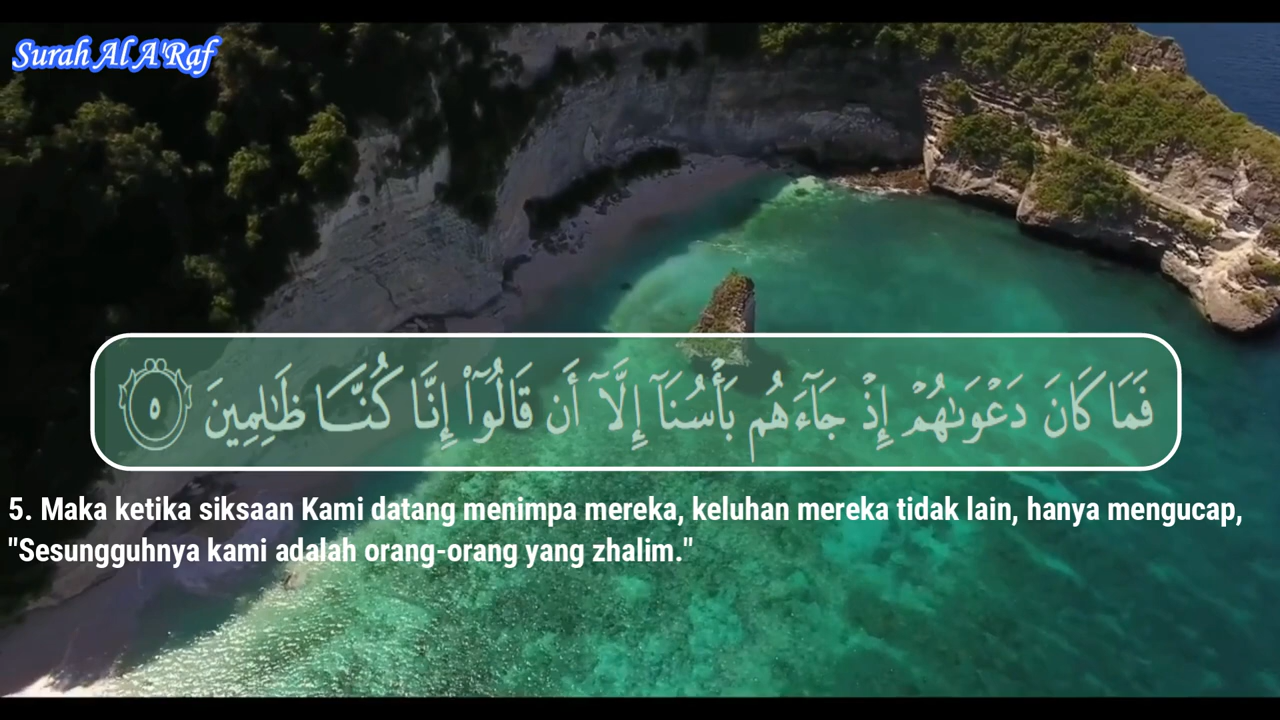 Surah Al A'Raf
فَمَا كَانَ دَعْوَىٰهُمْ إِذْ جَآءَهُم بَأْسُنَآ إِلَّآ أَن قَالُوٓا۟ إِنَّا كُنَّا ظَٰلِمِينَ ٥
5. Maka ketika siksaan Kami datang menimpa mereka, keluhan mereka tidak lain, hanya mengucap,
"Sesungguhnya kami adalah orang-orang yang zhalim."